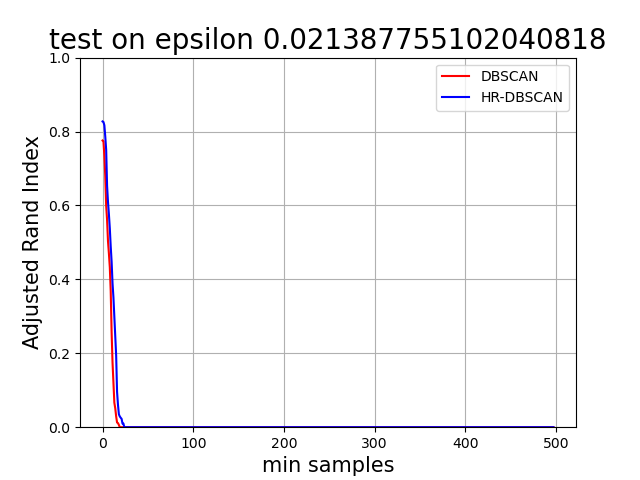 test on epsilon 0.021387755102040818
DBSCAN
HR-DBSCAN
Adjusted Rand Index
1.0
0.8
0.6
0.4
0.2
0.0
0 100 200 300 400 500
min samples